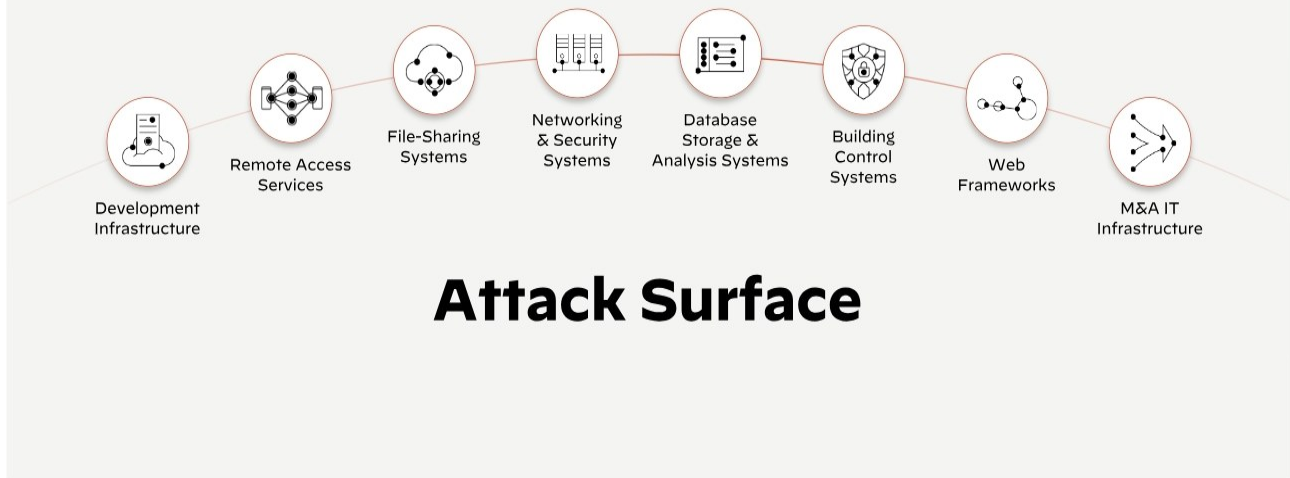 Development
Infrastructure
Remote Access
Services
File-Sharing
Systems
Networking
& Security
Systems
Database
Storage &
Analysis Systems
Building
Control
Systems
Web
Frameworks
M&A IT
Infrastructure
Attack Surface